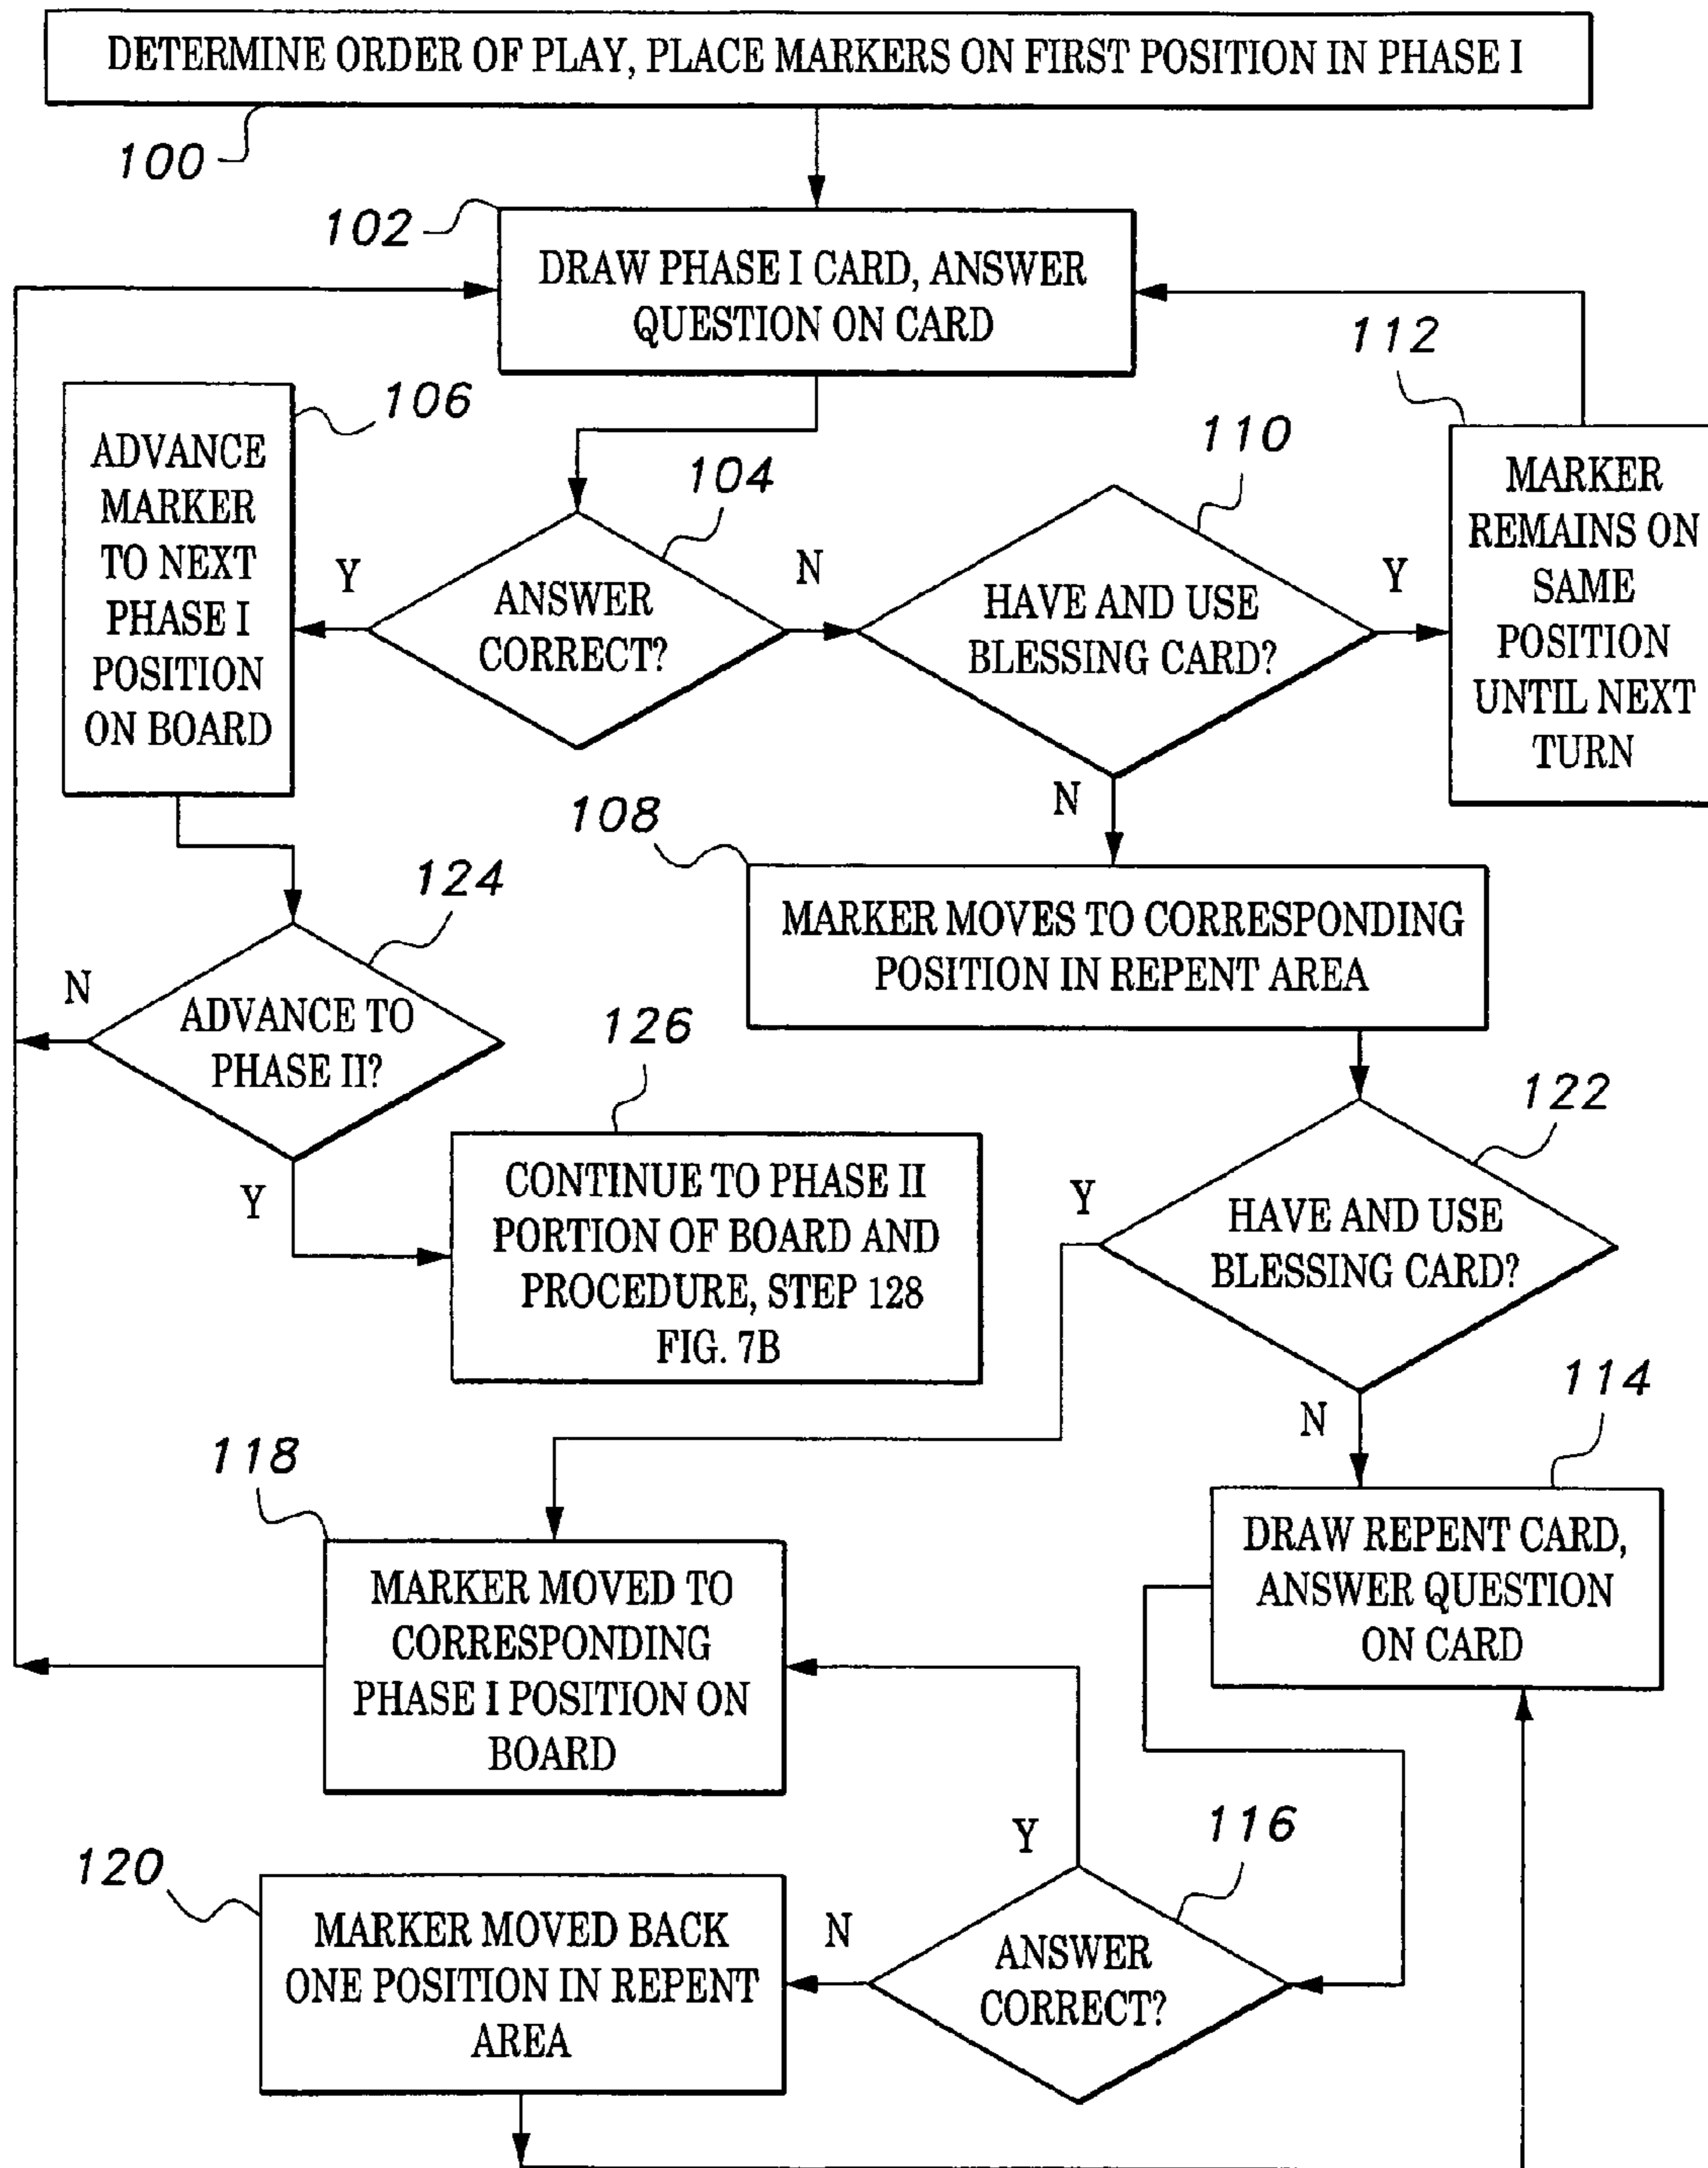 DETERMINE ORDER OF PLAY, PLACE MARKERS ON FIRST POSITION IN PHASE I
100
102
DRAW PHASE I CARD, ANSWER
QUESTION ON CARD
112
106
ADVANCE
MARKER
TO NEXT
PHASE I
POSITION
ON BOARD
104
110
MARKER
REMAINS ON
SAME
POSITION
UNTIL NEXT
TURN
Y
ANSWER
CORRECT?
N
HAVE AND USE
BLESSING CARD?
Y
N
108
MARKER MOVES TO CORRESPONDING
POSITION IN REPENT AREA
124
N
ADVANCE TO
PHASE II?
Y
126
CONTINUE TO PHASE II
PORTION OF BOARD AND
PROCEDURE, STEP 128
FIG. 7B
122
Y
HAVE AND USE
BLESSING CARD?
N
114
DRAW REPENT CARD,
ANSWER QUESTION
ON CARD
118
MARKER MOVED TO
CORRESPONDING
PHASE I POSITION ON
BOARD
Y
116
ANSWER
CORRECT?
N
120
MARKER MOVED BACK
ONE POSITION IN REPENT
AREA